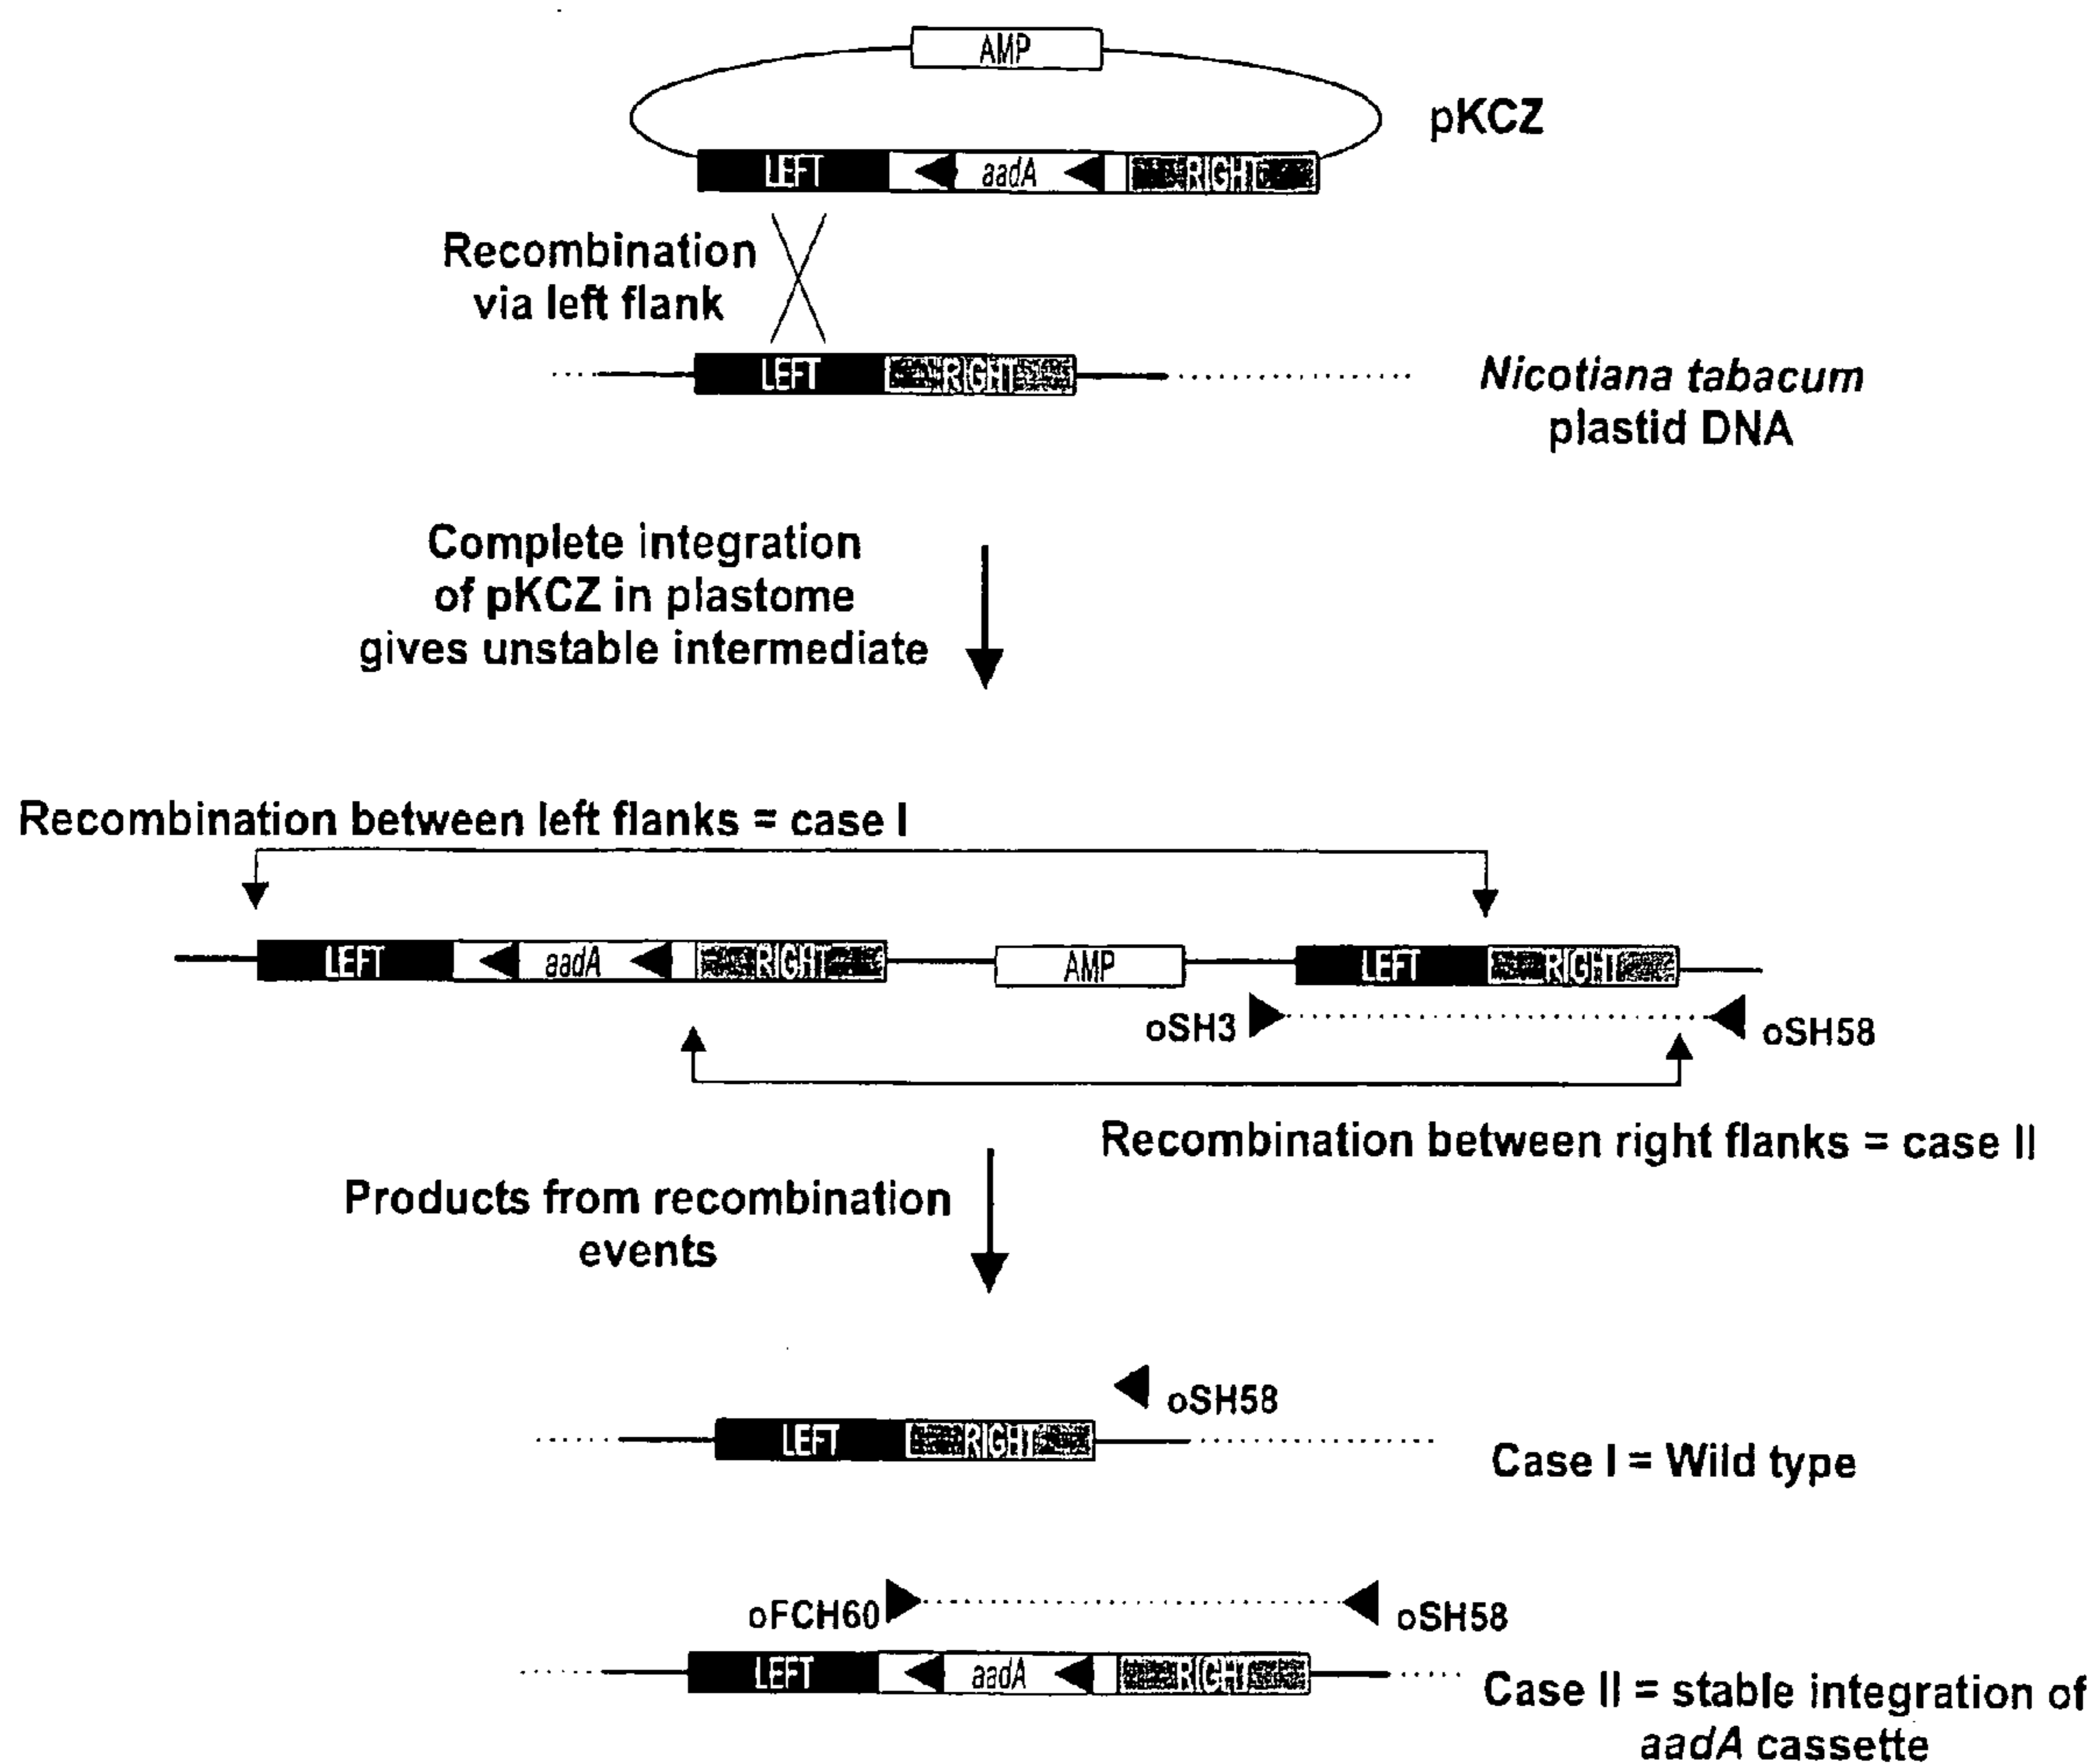 AMP
pKCZ
LEFT aadA RIGHT
Recombination
via left flank
LEFT RIGHT
Nicotiana tabacum
plastid DNA
Complete integration
of pKCZ in plastome
gives unstable intermediate
Recombination between left flanks = case I
LEFT aadA RIGHT AMP LEFT RIGHT
oSH3 oSH58
Recombination between right flanks = case II
Products from recombination
events
oSH58
LEFT RIGHT
Case I = Wild type
oFCH60 oSH58
LEFT aadA RIGHT
Case II = stable integration of
aadA cassette